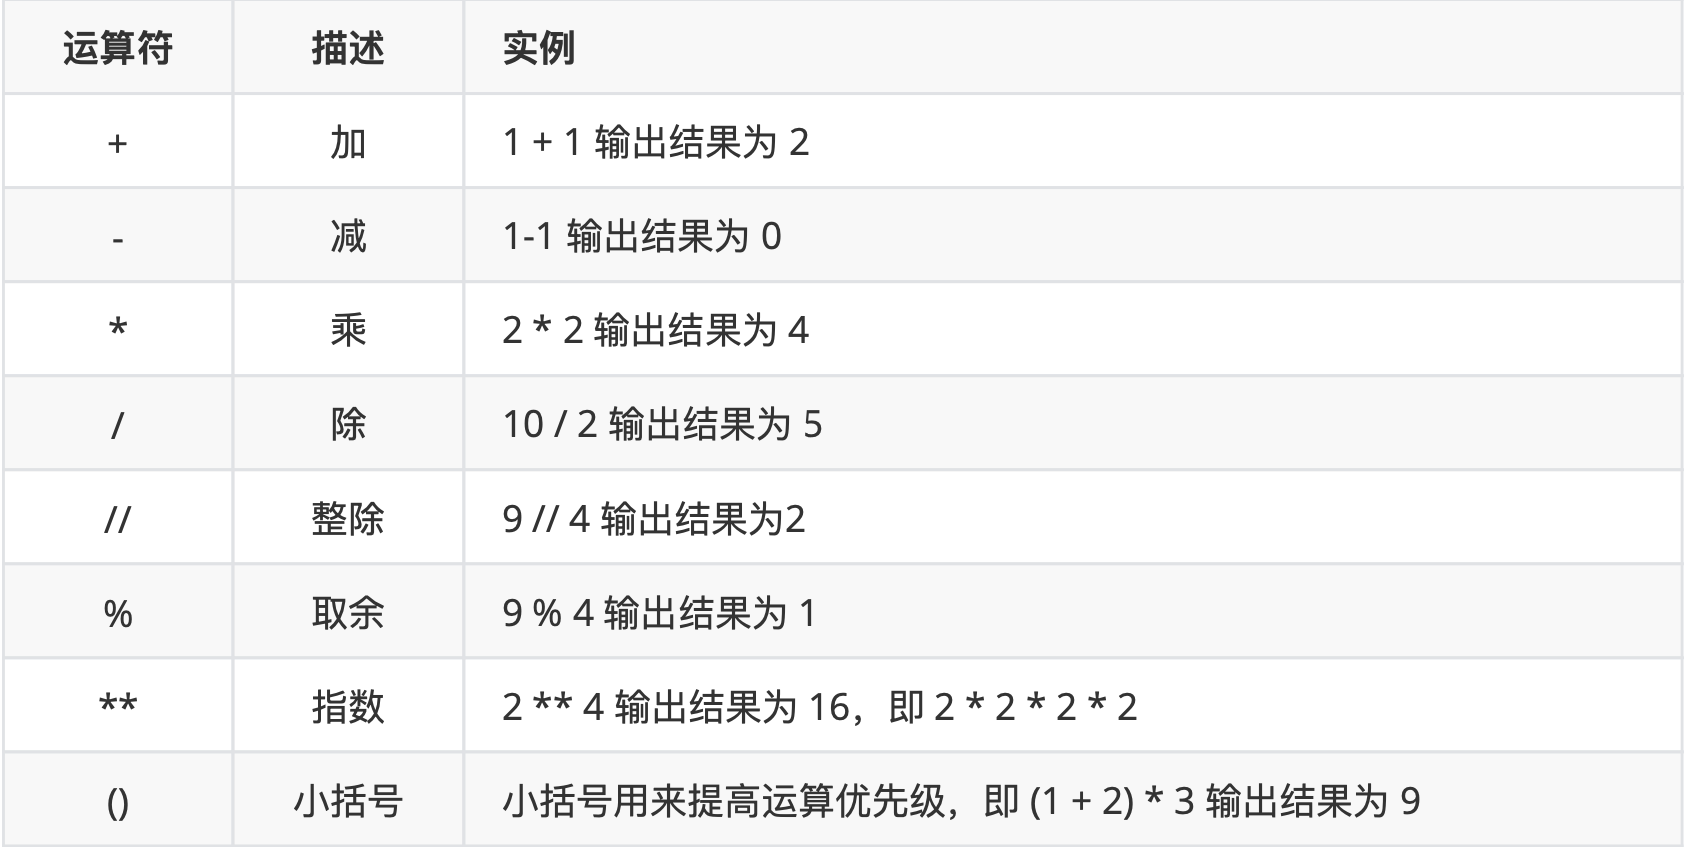 运算符 描述 实例
+ 加 1 + 1 输出结果为 2
- 减 1-1 输出结果为 0
* 乘 2 * 2 输出结果为 4
/ 除 10 / 2 输出结果为 5
// 整除 9 // 4 输出结果为2
% 取余 9 % 4 输出结果为 1
** 指数 2 ** 4 输出结果为 16，即 2 * 2 * 2 * 2
() 小括号 小括号用来提高运算优先级，即 (1 + 2) * 3 输出结果为 9